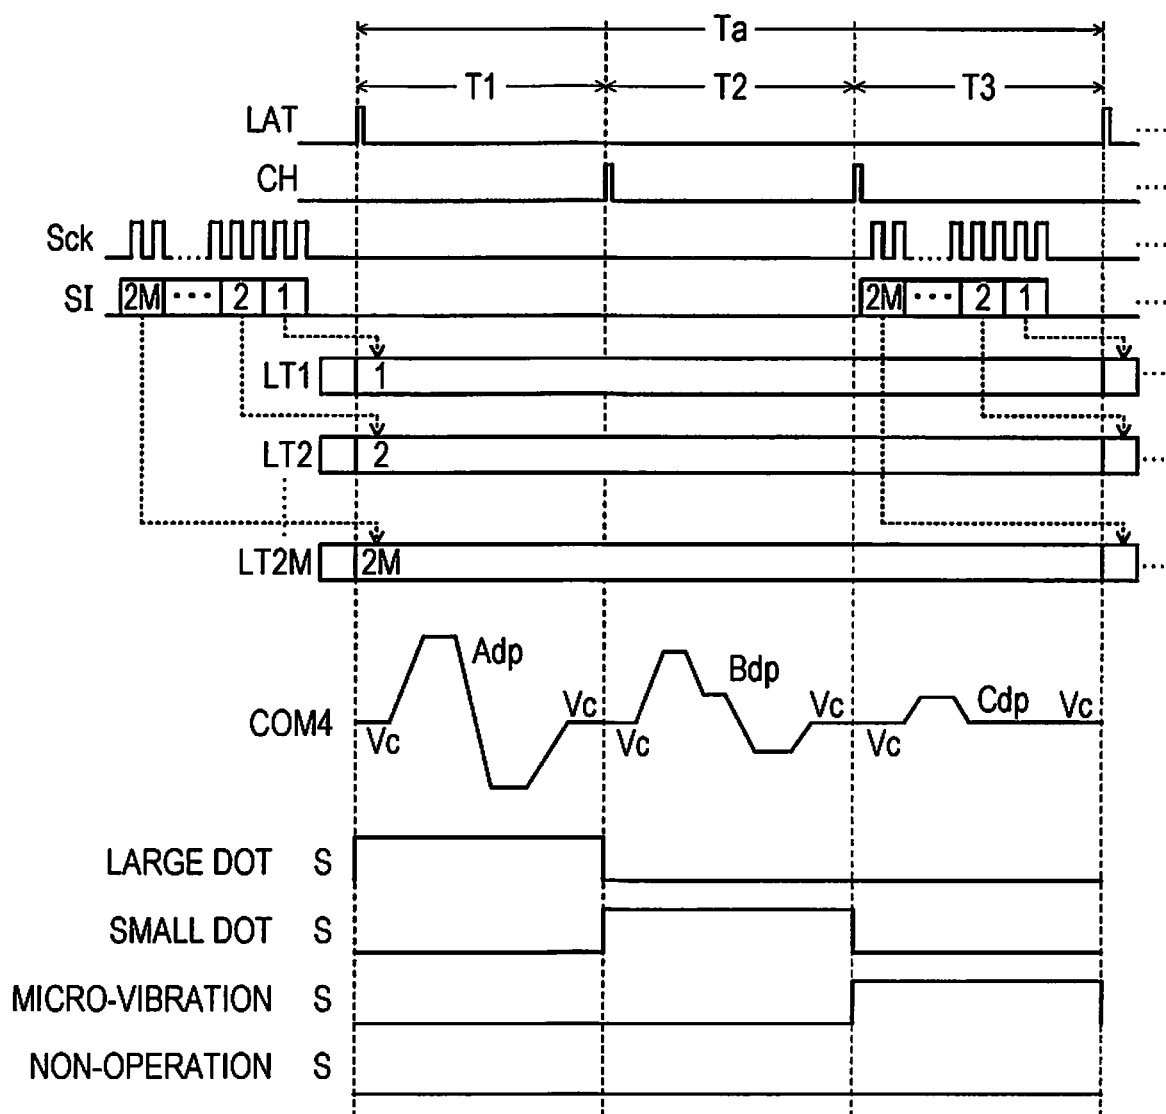 Ta
T1 T2 T3
LAT ....
CH ....
Sck .... .... ....
SI 2M ... 2 1 2M ... 2 1 ....
LT1 1 ...
LT2 2 ...
LT2M 2M ...
Adp Bdp Cdp
COM4 Vc Vc Vc Vc Vc Vc
LARGE DOT S
SMALL DOT S
MICRO-VIBRATION S
NON-OPERATION S